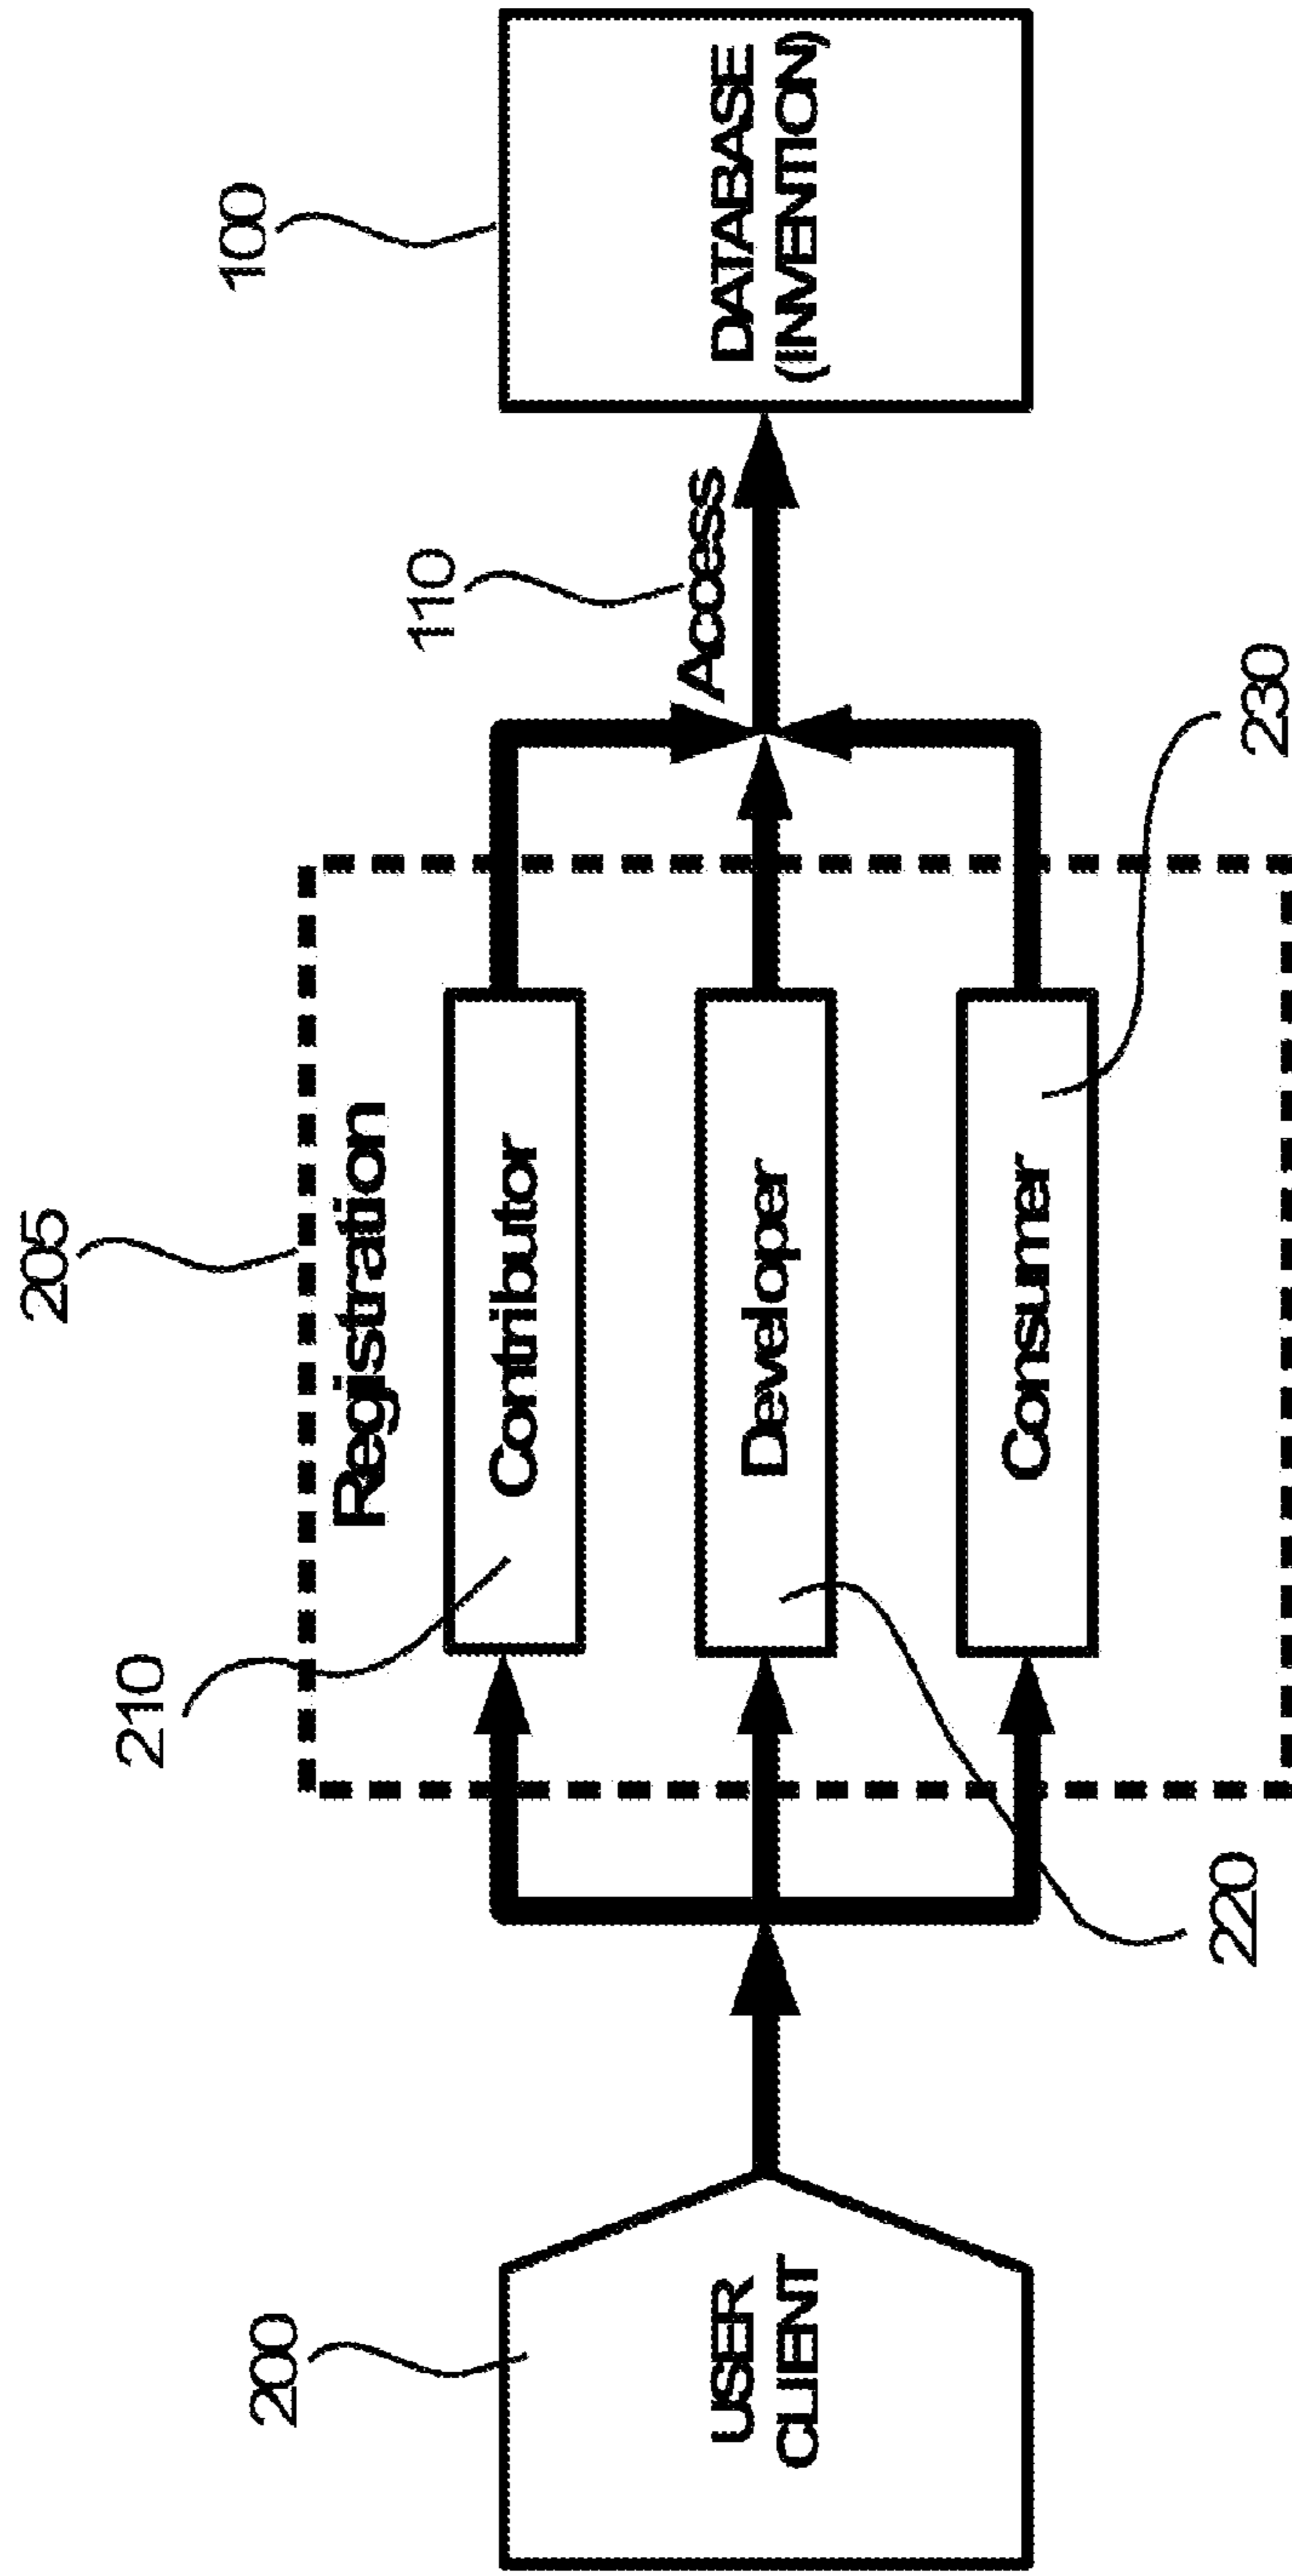 205
Registration
210
Contributor
Developer
Consumer
220
230
200
USER
CLIENT
110
Access
100
DATABASE
(INVENTION)